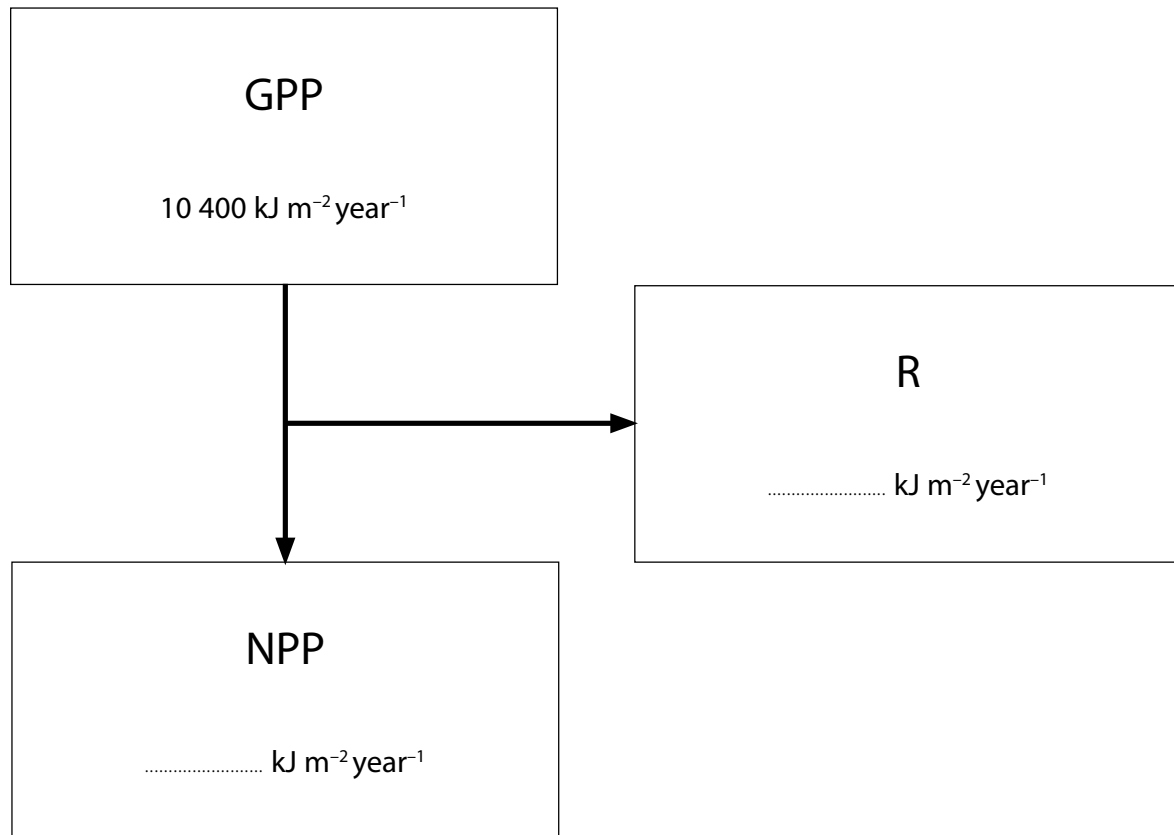 GPP
10 400 kJ m⁻² year⁻¹
R
......................... kJ m⁻² year⁻¹
NPP
......................... kJ m⁻² year⁻¹